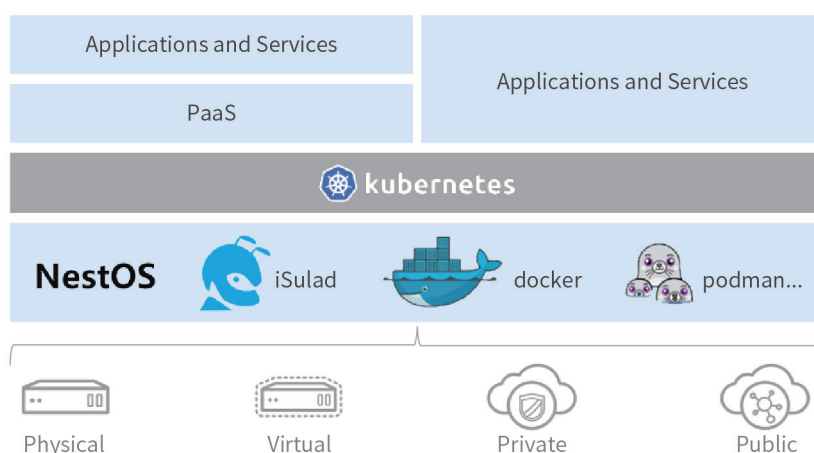 Applications and Services
Applications and Services
PaaS
kubernetes
NestOS
iSulad
docker
podman...
Physical
Virtual
Private
Public